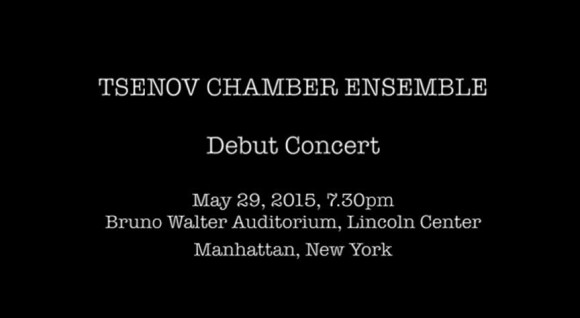 TSENOV CHAMBER ENSEMBLE
Debut Concert
May 29, 2015, 7.30pm
Bruno Walter Auditorium, Lincoln Center
Manhattan, New York